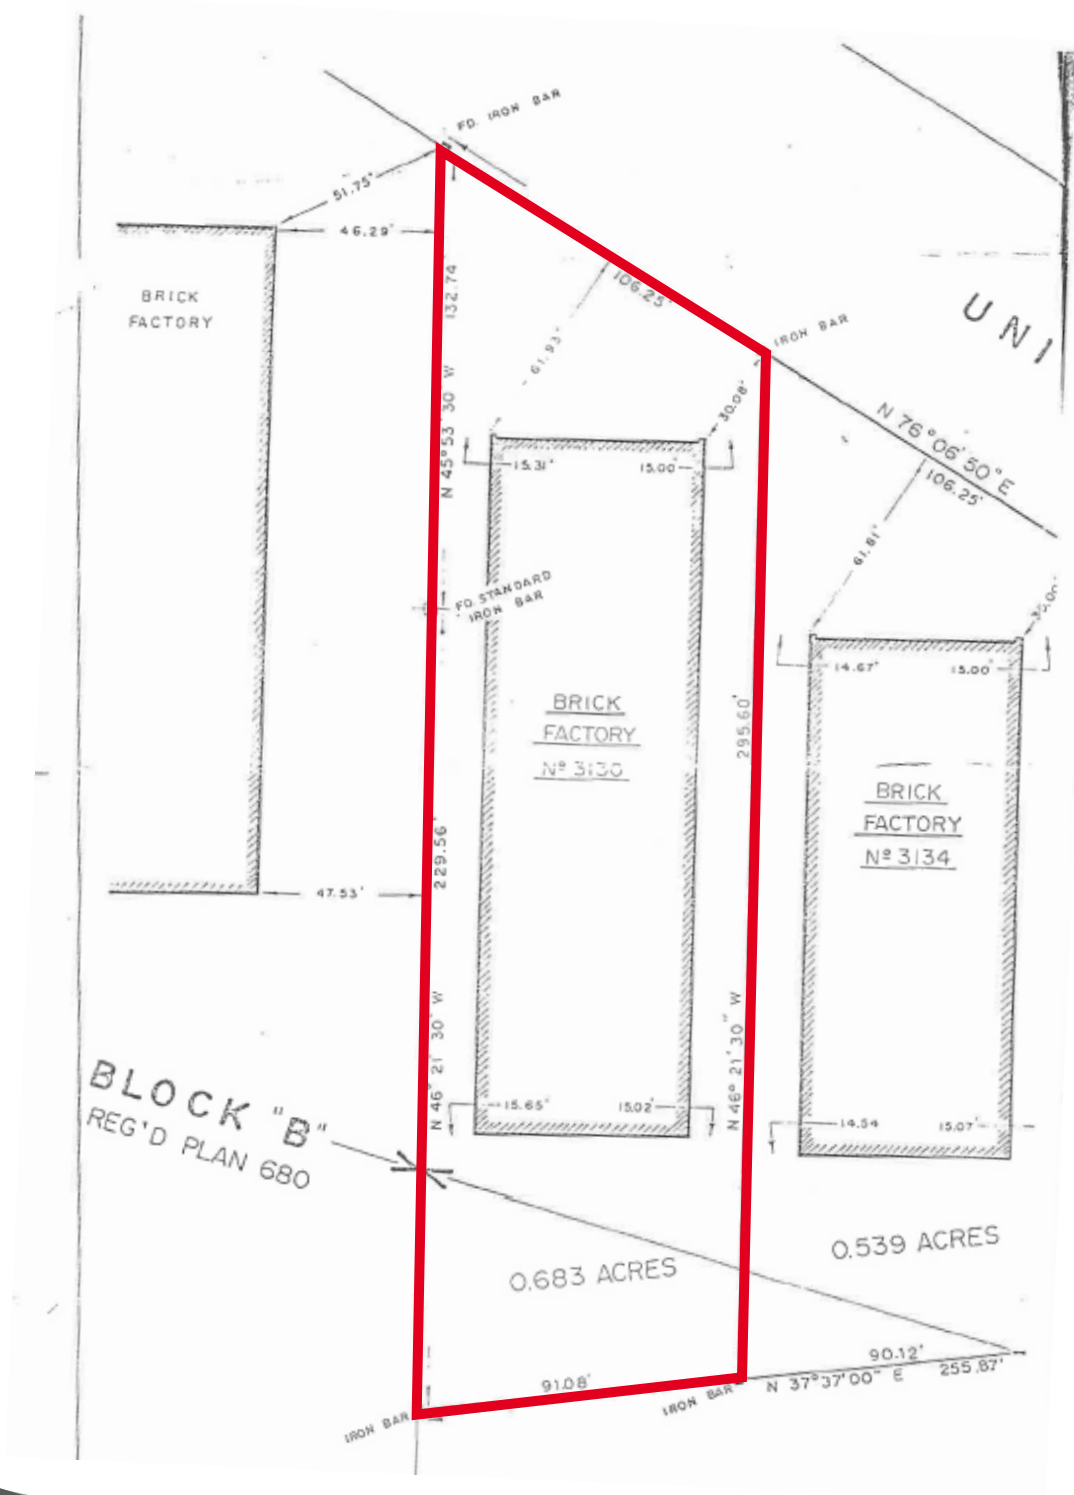 FD. IRON BAR
51.75'
46.29'
BRICK
FACTORY
132.74
N 45°53' 30 W
106.25'
61.93'
IRON BAR
30.08'
UNI
N 76°06'50"E
106.25'
15.31'
15.00'
61.81'
FD. STANDARD
IRON BAR
14.67'
15.00'
BRICK
FACTORY
Nº 3130
295.60'
BRICK
FACTORY
Nº 3134
229.56'
47.53'
N 46° 21' 30" W
N 46° 21' 30" W
15.65'
15.02'
14.54
15.07'
BLOCK "B"
REG'D PLAN 680
0.683 ACRES
0.539 ACRES
91.08'
90.12'
N 37°37'00" E
255.87'
IRON BAR
IRON BAR